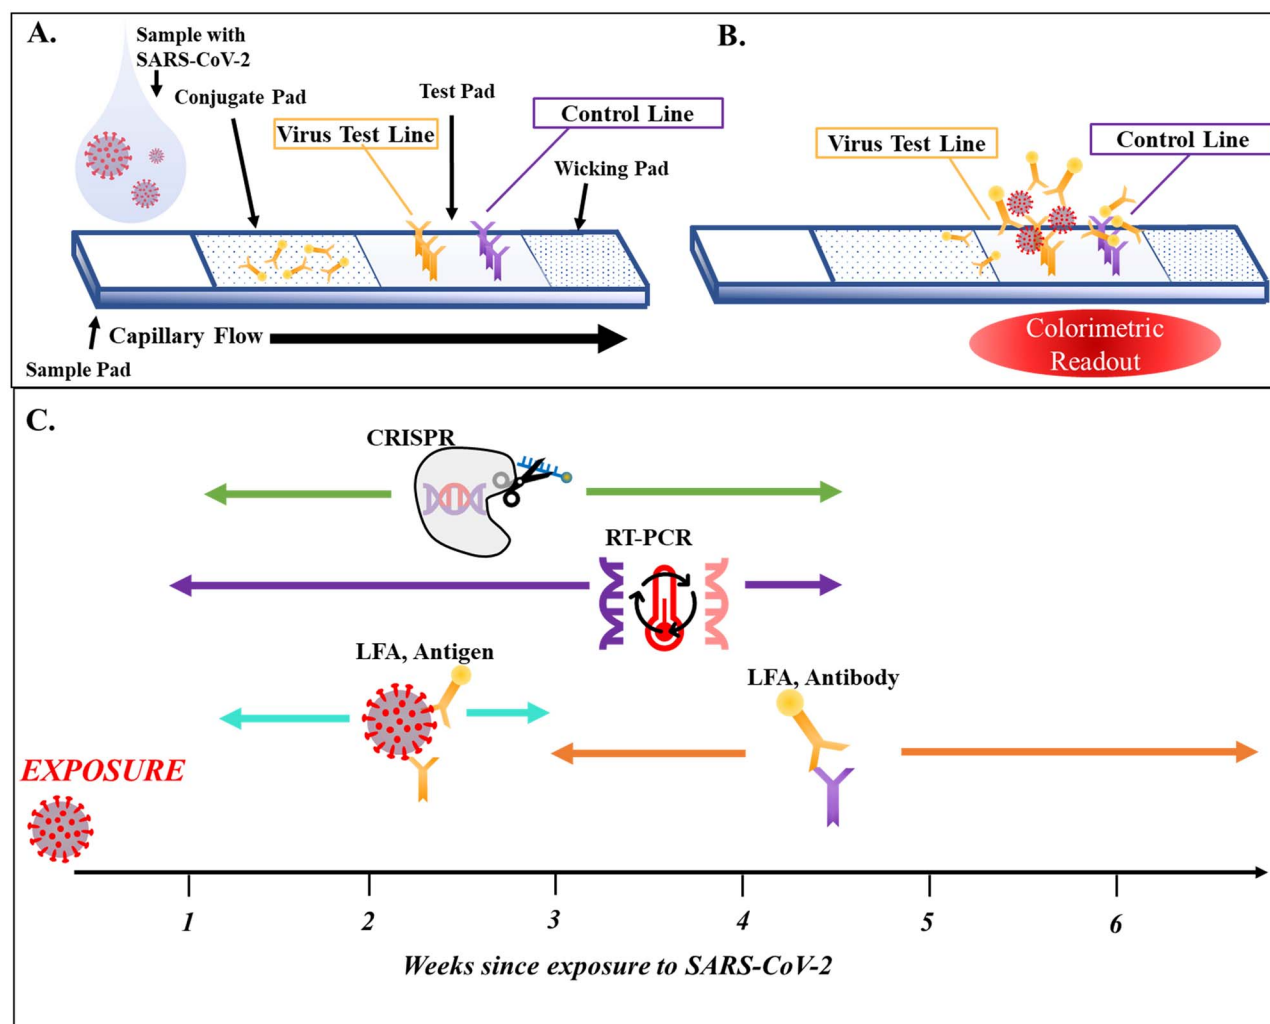 A.
Sample with
SARS-CoV-2
Conjugate Pad
Test Pad
Virus Test Line
Control Line
Wicking Pad
Capillary Flow
Sample Pad
B.
Virus Test Line
Control Line
Colorimetric
Readout
C.
CRISPR
RT-PCR
LFA, Antigen
LFA, Antibody
EXPOSURE
1 2 3 4 5 6
Weeks since exposure to SARS-CoV-2